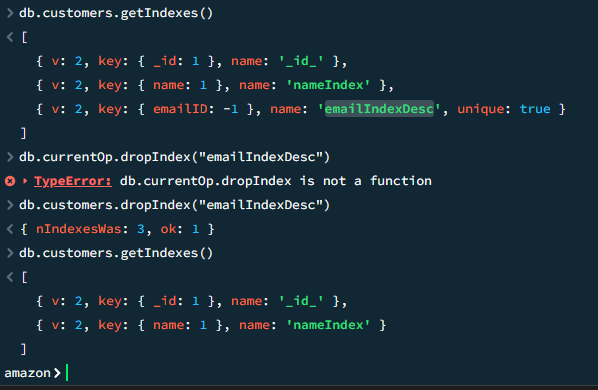 > db.customers.getIndexes()
< [
{ v: 2, key: { _id: 1 }, name: '_id_' },
{ v: 2, key: { name: 1 }, name: 'nameIndex' },
{ v: 2, key: { emailID: -1 }, name: 'emailIndexDesc', unique: true }
]
> db.currentOp.dropIndex("emailIndexDesc")
TypeError: db.currentOp.dropIndex is not a function
> db.customers.dropIndex("emailIndexDesc")
< { nIndexesWas: 3, ok: 1 }
> db.customers.getIndexes()
< [
{ v: 2, key: { _id: 1 }, name: '_id_' },
{ v: 2, key: { name: 1 }, name: 'nameIndex' }
]
amazon>